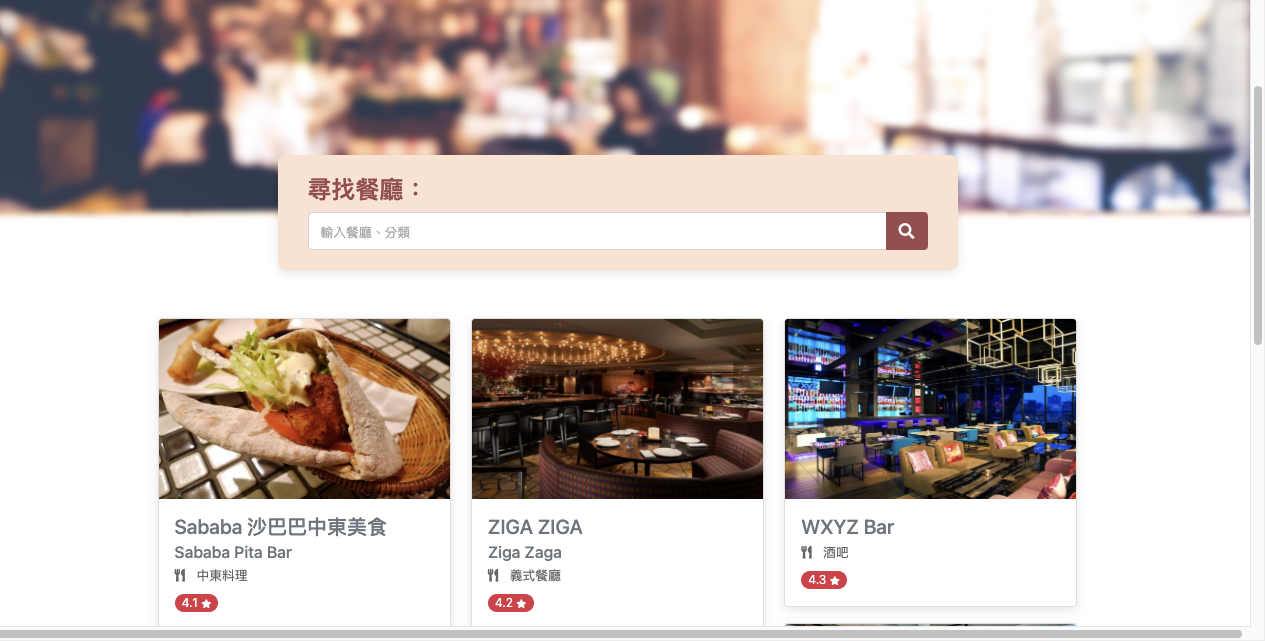 尋找餐廳：
輸入餐廳、分類
Sababa 沙巴巴中東美食
Sababa Pita Bar
中東料理
4.1
ZIGA ZIGA
Ziga Zaga
義式餐廳
4.2
WXYZ Bar
酒吧
4.3